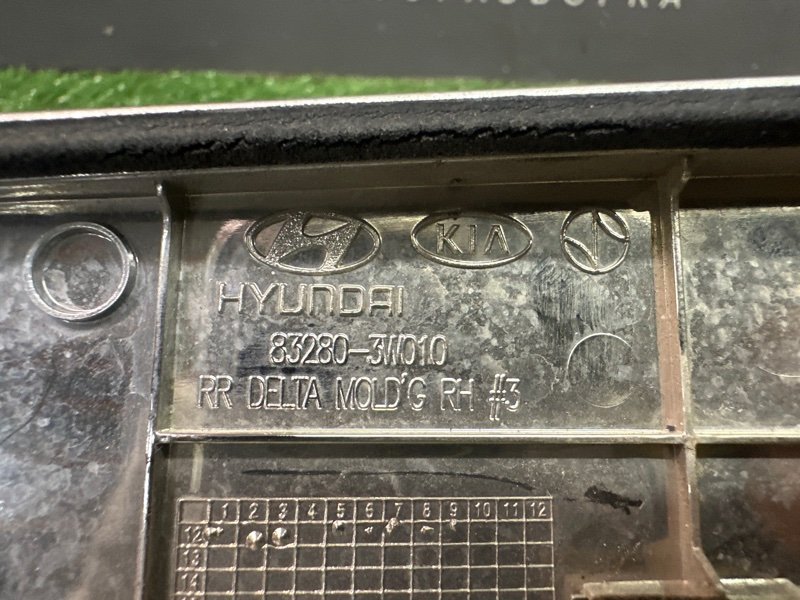 KIA
HYUNDAI
83280-3W010
RR DELTA MOLD'G RH #3
1 2 3 4 5 6 7 8 9 10 11 12
12
13
14